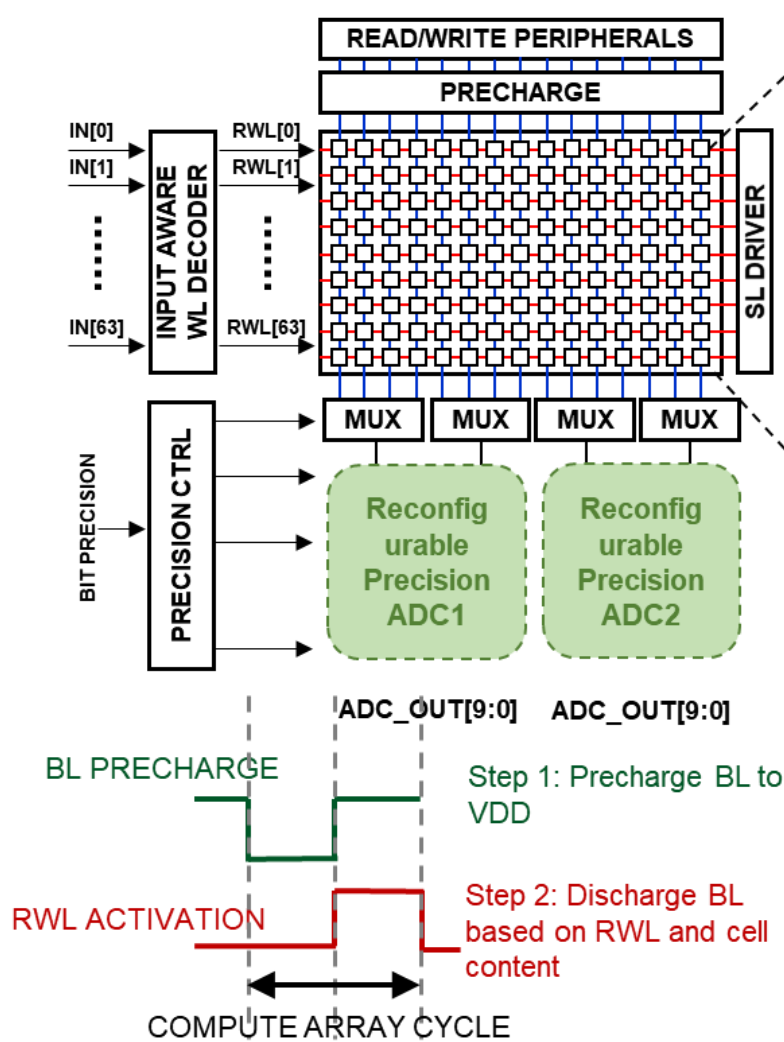 READ/WRITE PERIPHERALS
PRECHARGE
IN[0]
RWL[0]
IN[1]
RWL[1]
INPUT AWARE
WL DECODER
SL DRIVER
IN[63]
RWL[63]
MUX
MUX
MUX
MUX
BIT PRECISION
PRECISION CTRL
Reconfig
urable
Precision
ADC1
Reconfig
urable
Precision
ADC2
ADC_OUT[9:0]
ADC_OUT[9:0]
BL PRECHARGE
Step 1: Precharge BL to
VDD
RWL ACTIVATION
Step 2: Discharge BL
based on RWL and cell
content
COMPUTE ARRAY CYCLE